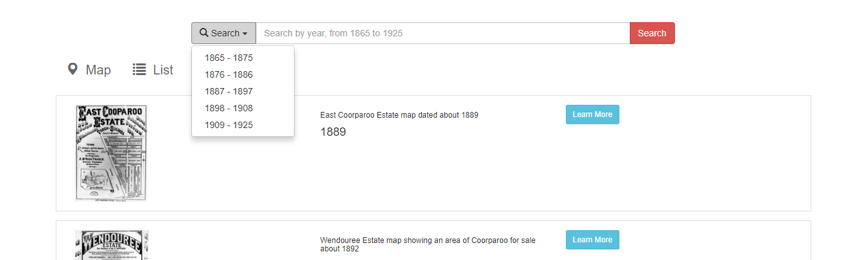 Search
Search by year, from 1865 to 1925
Search
1865 - 1875
1876 - 1886
1887 - 1897
1898 - 1908
1909 - 1925
Map
List
EAST COORPAROO
ESTATE
East Coorparoo Estate map dated about 1889
1889
Learn More
WENDOUREE
ESTATE
Wendouree Estate map showing an area of Coorparoo for sale
about 1892
Learn More